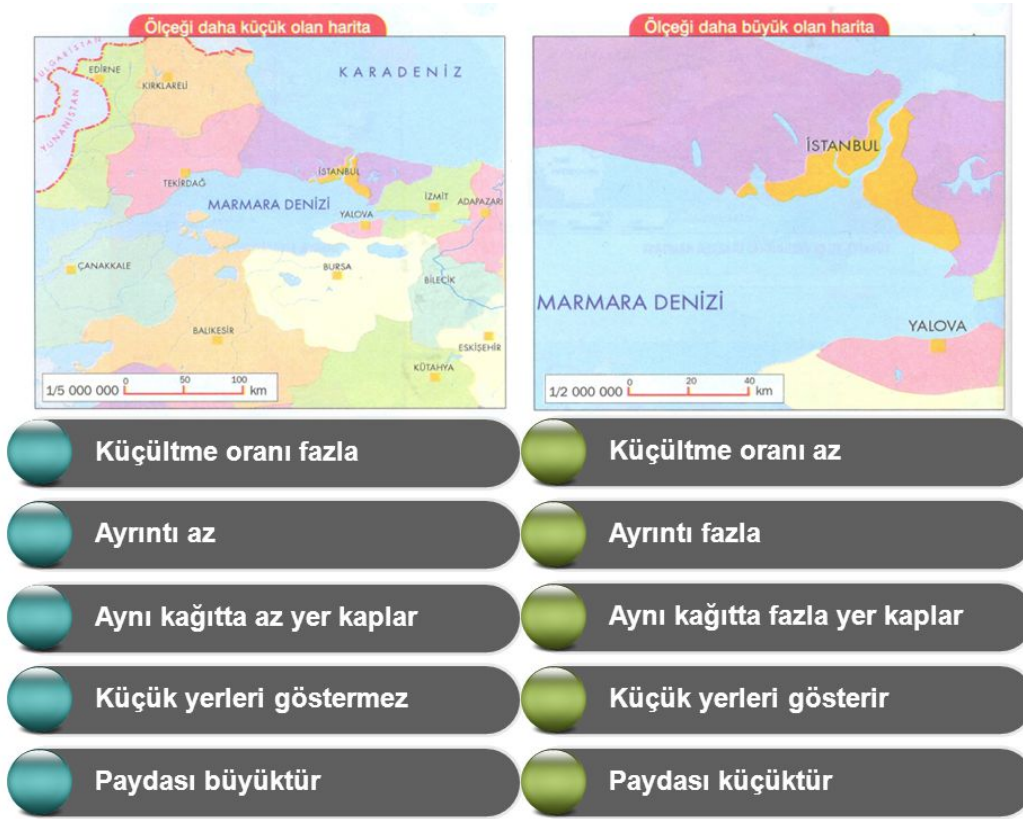 Ölçeği daha küçük olan harita
BULGARİSTAN
YUNANİSTAN
EDİRNE
KIRKLARELİ
KARADENİZ
TEKİRDAĞ
İSTANBUL
MARMARA DENİZİ
YALOVA
İZMİT
ADAPAZARI
ÇANAKKALE
BURSA
BİLECİK
BALIKESİR
ESKİŞEHİR
KÜTAHYA
1/5 000 000
0 50 100
km
Ölçeği daha büyük olan harita
İSTANBUL
MARMARA DENİZİ
YALOVA
1/2 000 000
0 20 40
km
Küçültme oranı fazla
Ayrıntı az
Aynı kağıtta az yer kaplar
Küçük yerleri göstermez
Paydası büyüktür
Küçültme oranı az
Ayrıntı fazla
Aynı kağıtta fazla yer kaplar
Küçük yerleri gösterir
Paydası küçüktür